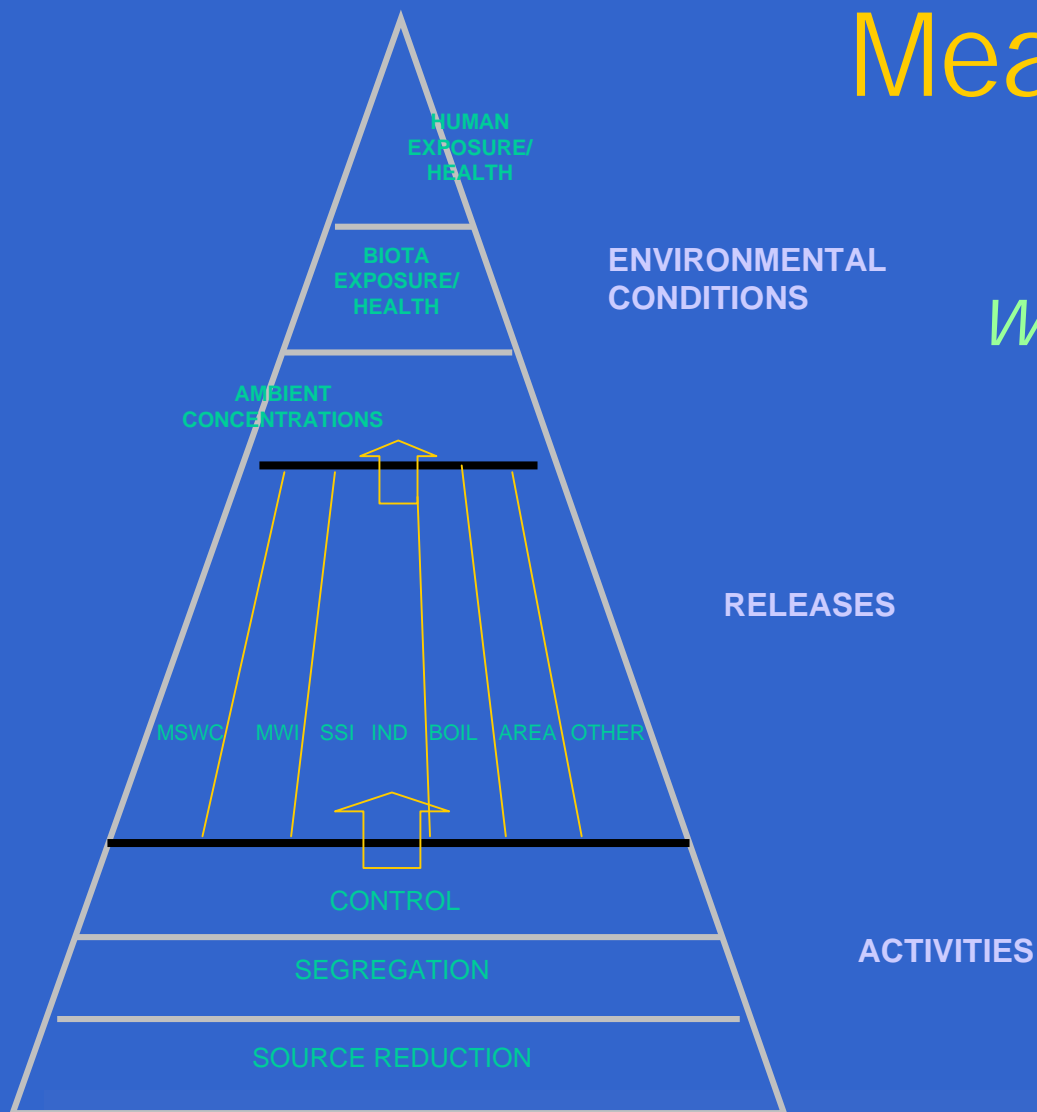 Mea
HUMAN
EXPOSURE/
HEALTH
BIOTA
EXPOSURE/
HEALTH
ENVIRONMENTAL
CONDITIONS
W
AMBIENT
CONCENTRATIONS
RELEASES
MSWC MWI SSI IND BOIL AREA OTHER
CONTROL
SEGREGATION
ACTIVITIES
SOURCE REDUCTION